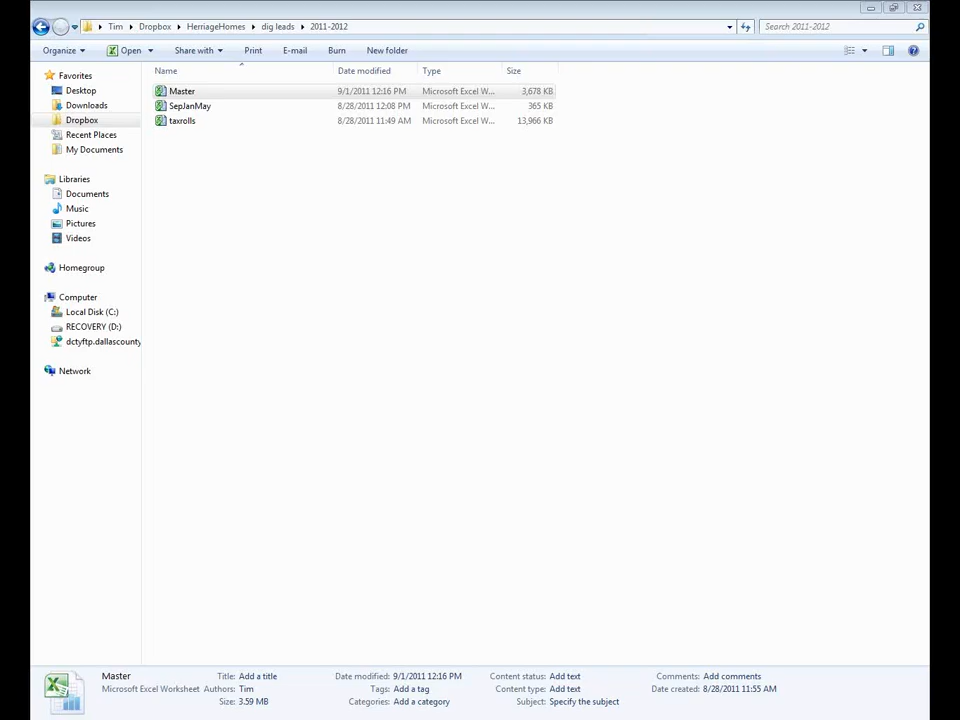 Tim Dropbox HerriageHomes dig leads 2011-2012 Search 2011-2012
Organize Open Share with Print E-mail Burn New folder
Name Date modified Type Size
Favorites
Desktop
Downloads
Dropbox
Recent Places
My Documents
Libraries
Documents
Music
Pictures
Videos
Homegroup
Computer
Local Disk (C:)
RECOVERY (D:)
dctyftp.dallascounty
Network
Master 9/1/2011 12:16 PM Microsoft Excel W... 3,678 KB
SepJanMay 8/28/2011 12:08 PM Microsoft Excel W... 365 KB
taxrolls 8/28/2011 11:49 AM Microsoft Excel W... 13,966 KB
Master Title: Add a title Date modified: 9/1/2011 12:16 PM Content status: Add text Comments: Add comments
Microsoft Excel Worksheet Authors: Tim Tags: Add a tag Content type: Add text Date created: 8/28/2011 11:55 AM
Size: 3.59 MB Categories: Add a category Subject: Specify the subject